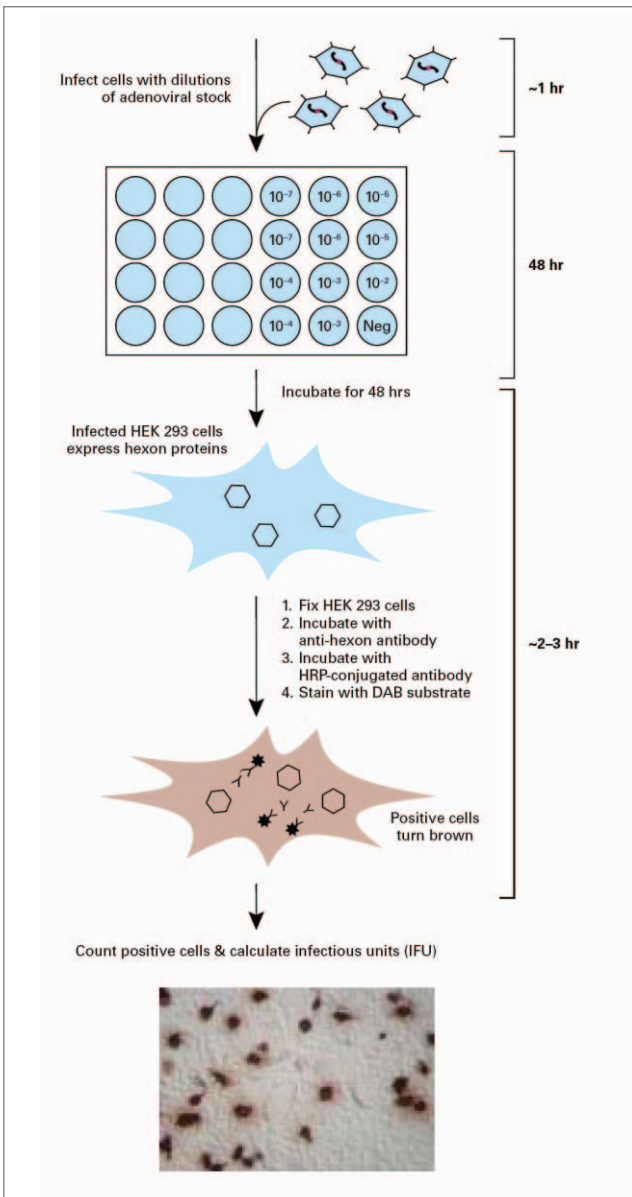 Infect cells with dilutions
of adenoviral stock
~1 hr
10⁻⁷ 10⁻⁶ 10⁻⁵
10⁻⁷ 10⁻⁶ 10⁻⁵
10⁻⁴ 10⁻³ 10⁻²
10⁻⁴ 10⁻³ Neg
48 hr
Incubate for 48 hrs
Infected HEK 293 cells
express hexon proteins
1. Fix HEK 293 cells
2. Incubate with
anti-hexon antibody
3. Incubate with
HRP-conjugated antibody
4. Stain with DAB substrate
~2–3 hr
Positive cells
turn brown
Count positive cells & calculate infectious units (IFU)